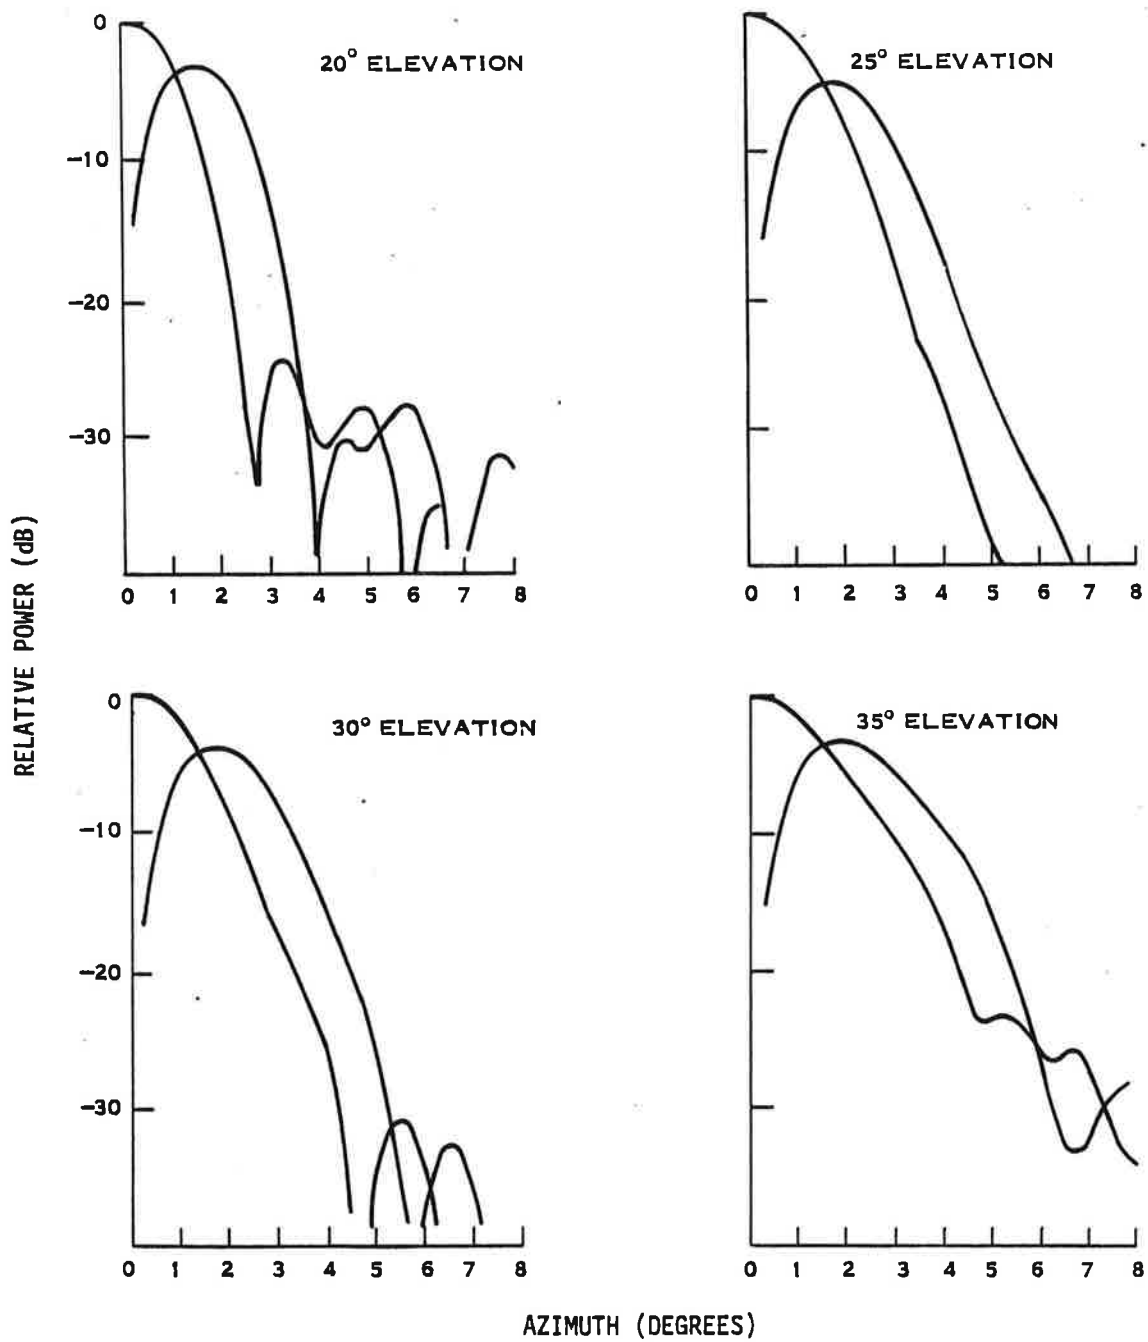 20° ELEVATION
0
-10
-20
-30
0 1 2 3 4 5 6 7 8
25° ELEVATION
0 1 2 3 4 5 6 7 8
RELATIVE POWER (dB)
30° ELEVATION
0
-10
-20
-30
0 1 2 3 4 5 6 7 8
35° ELEVATION
0 1 2 3 4 5 6 7 8
AZIMUTH (DEGREES)